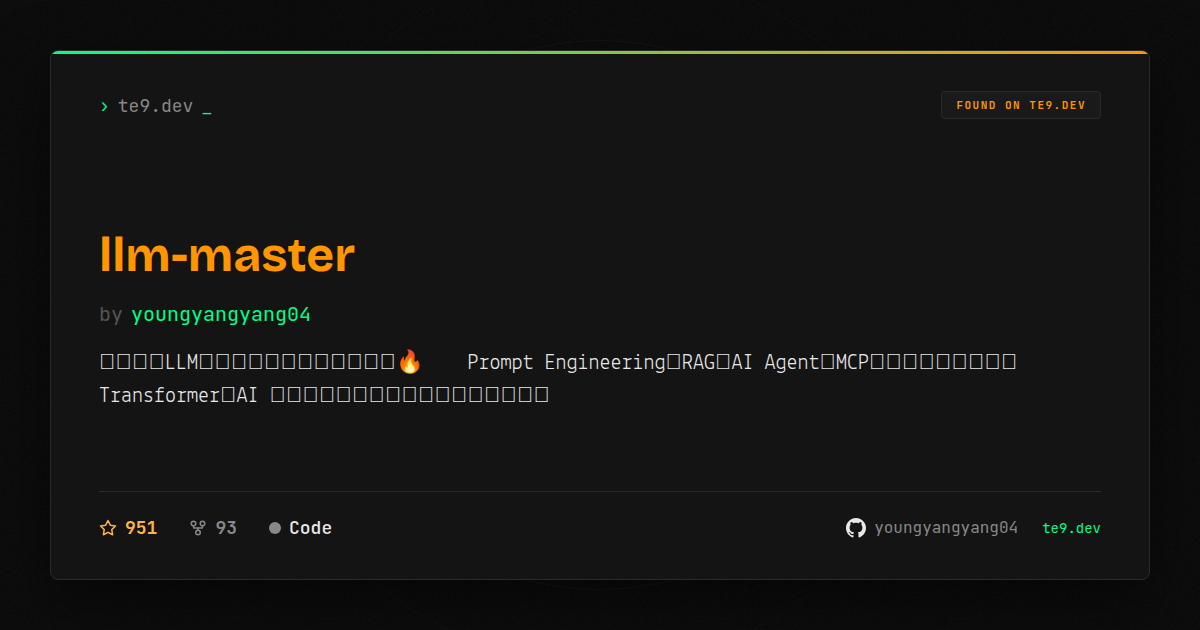 › te9.dev _
FOUND ON TE9.DEV
llm-master
by youngyangyang04
□□□□LLM□□□□□□□□□□□□🔥 Prompt Engineering□RAG□AI Agent□MCP□□□□□□□□□
Transformer□AI □□□□□□□□□□□□□□□□□
951 93 Code
youngyangyang04 te9.dev